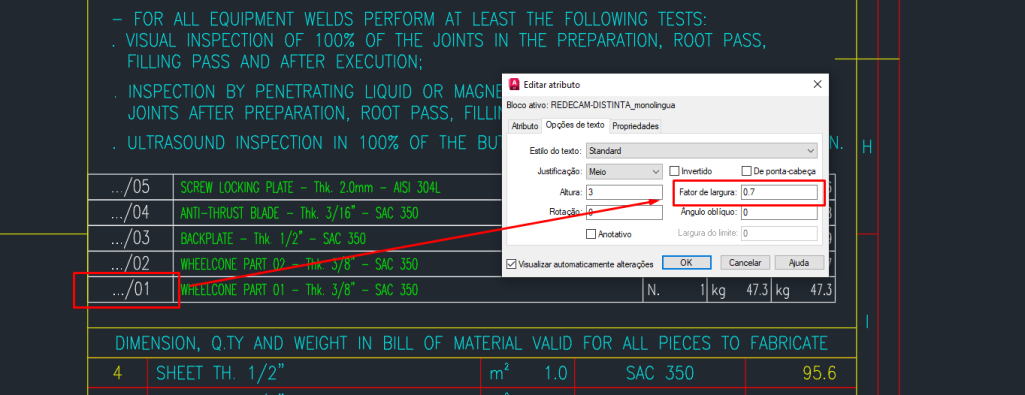 – FOR ALL EQUIPMENT WELDS PERFORM AT LEAST THE FOLLOWING TESTS:
. VISUAL INSPECTION OF 100% OF THE JOINTS IN THE PREPARATION, ROOT PASS,
FILLING PASS AND AFTER EXECUTION;
. INSPECTION BY PENETRATING LIQUID OR
JOINTS AFTER PREPARATION, ROOT PASS,
. ULTRASOUND INSPECTION IN 100% OF THE
H
Editar atributo
Bloco ativo: REDECAM-DISTINTA_monolingua
Atributo Opções de texto Propriedades
Estilo do texto: Standard
Justificação: Meio Invertido De ponta-cabeça
Altura: 3 Fator de largura: 0.7
Rotação: 0 Ângulo oblíquo: 0
Anotativo Largura do limite: 0
Visualizar automaticamente alterações OK Cancelar Ajuda
.../05 SCREW LOCKING PLATE – Thk. 2.0mm – AISI 304L
.../04 ANTI-THRUST BLADE – Thk. 3/16" – SAC 350
.../03 BACKPLATE – Thk. 1/2" – SAC 350
.../02 WHEELCONE PART 02 – Thk. 3/8" – SAC 350
.../01 WHEELCONE PART 01 – Thk. 3/8" – SAC 350 N. 1 kg 47.3 kg 47.3
I
DIMENSION, Q.TY AND WEIGHT IN BILL OF MATERIAL VALID FOR ALL PIECES TO FABRICATE
4 SHEET TH. 1/2" m² 1.0 SAC 350 95.6